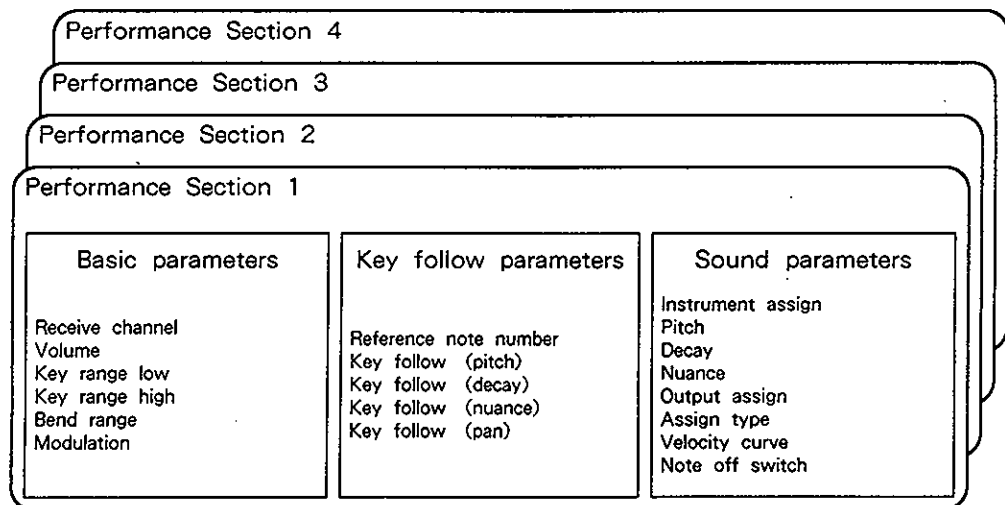 Performance Section 4
Performance Section 3
Performance Section 2
Performance Section 1
Basic parameters
Receive channel
Volume
Key range low
Key range high
Bend range
Modulation
Key follow parameters
Reference note number
Key follow (pitch)
Key follow (decay)
Key follow (nuance)
Key follow (pan)
Sound parameters
Instrument assign
Pitch
Decay
Nuance
Output assign
Assign type
Velocity curve
Note off switch